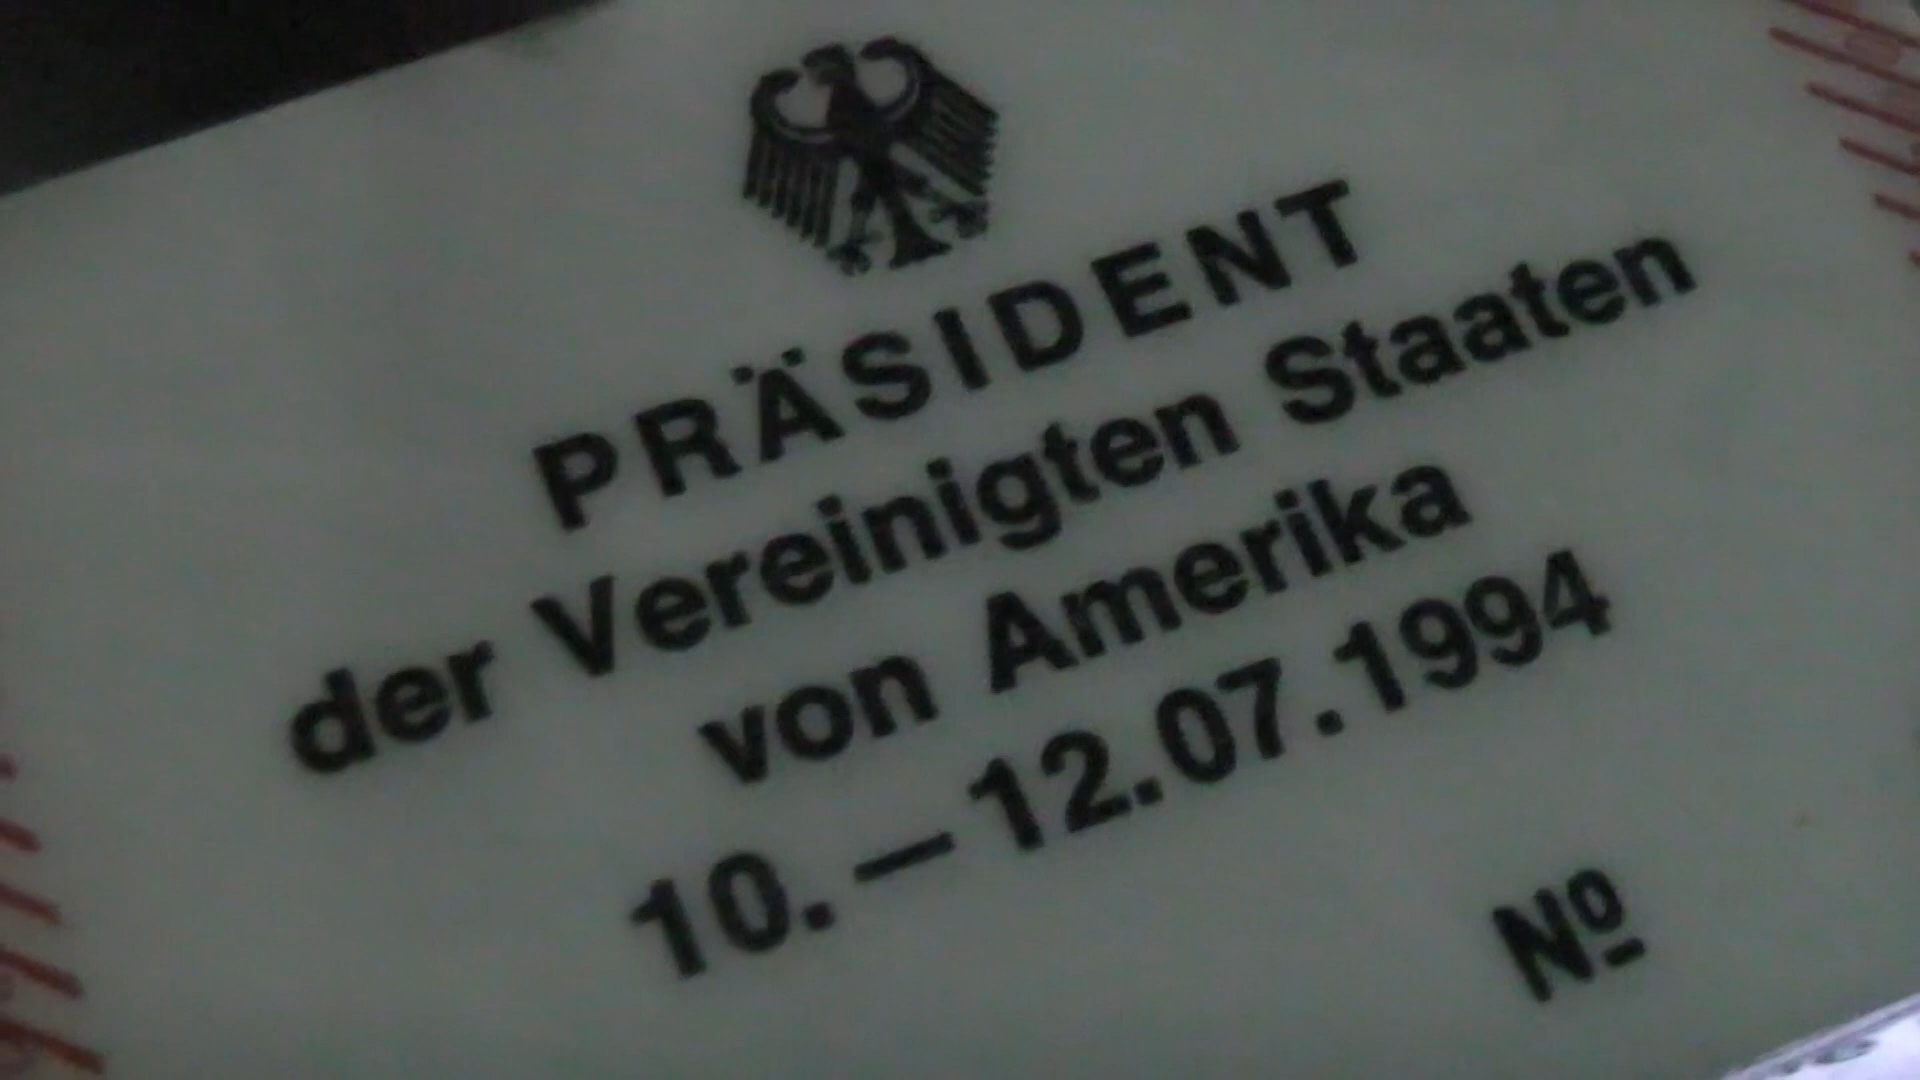 PRÄSIDENT
der Vereinigten Staaten
von Amerika
10.–12.07.1994
Nº